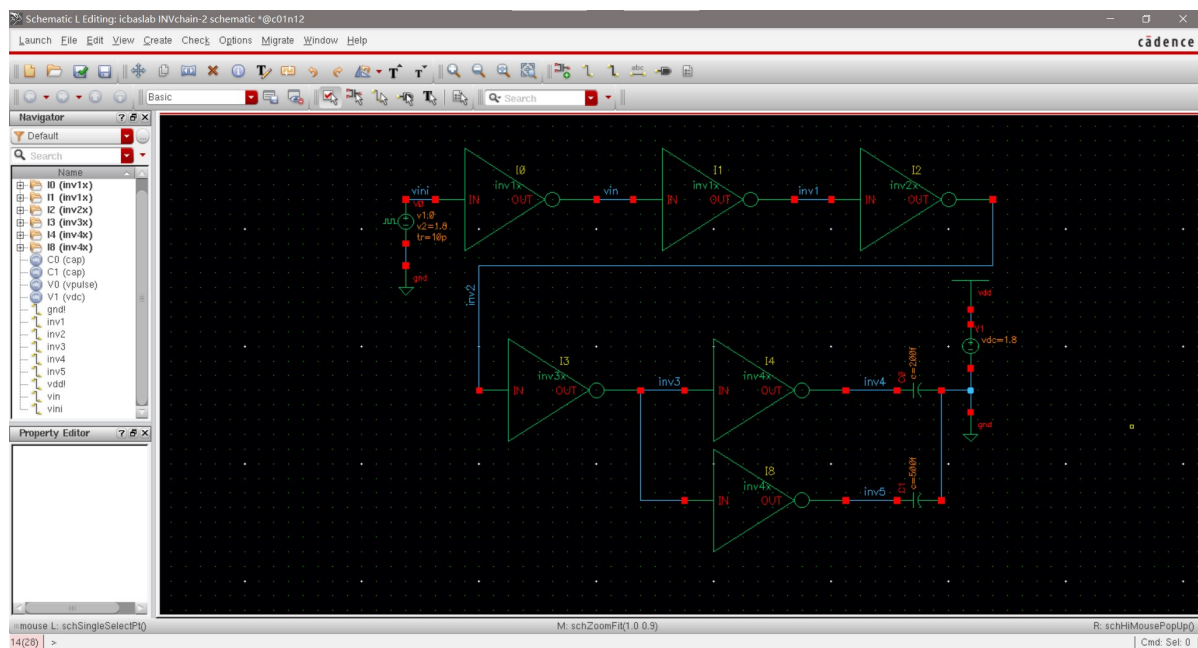 Schematic L Editing: icbaslab INVchain-2 schematic *@c01n12
Launch File Edit View Create Check Options Migrate Window Help
cādence
Basic
Search
Navigator
Default
Search
Name
I0 (inv1x)
I1 (inv1x)
I2 (inv2x)
I3 (inv3x)
I4 (inv4x)
I8 (inv4x)
C0 (cap)
C1 (cap)
V0 (vpulse)
V1 (vdc)
gnd!
inv1
inv2
inv3
inv4
inv5
vdd!
vin
vini
Property Editor
I0
inv1x
IN OUT
I1
inv1x
IN OUT
I2
inv2x
IN OUT
vini
vin
inv1
v0
v1:0
v2=1.8
tr=10p
gnd
inv2
vdd
V1
vdc=1.8
gnd
I3
inv3x
IN OUT
inv3
I4
inv4x
IN OUT
inv4
C0
c=200f
I8
inv4x
IN OUT
inv5
C1
c=500f
mouse L: schSingleSelectPt()
M: schZoomFit(1.0 0.9)
R: schHiMousePopUp()
14(28) >
Cmd: Sel: 0